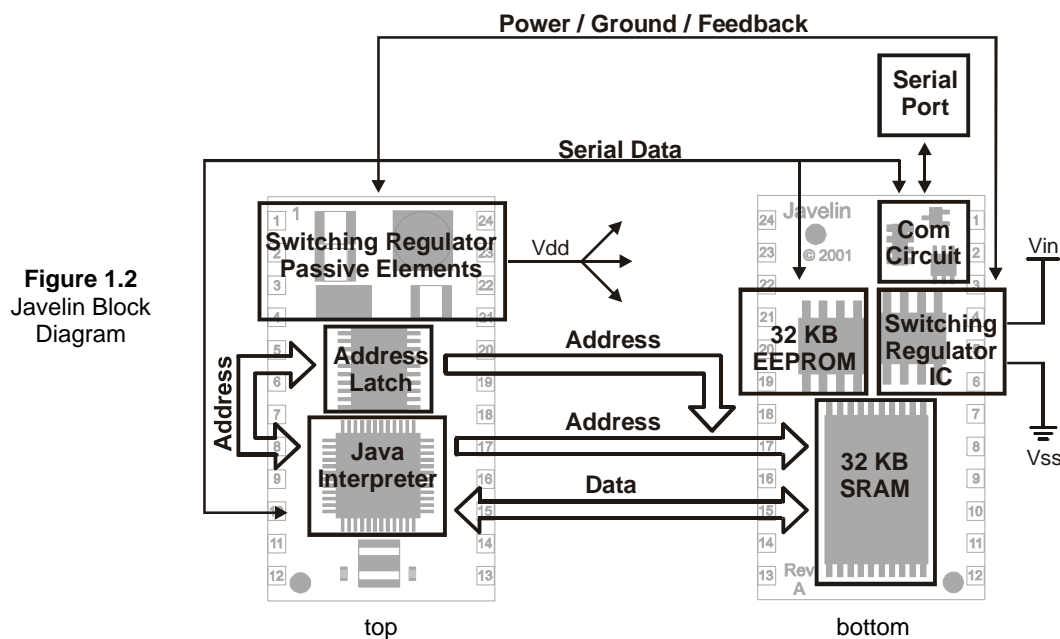 Power / Ground / Feedback
Serial
Port
Serial Data
Figure 1.2
Javelin Block
Diagram
1
1
2
3
4
5
6
7
8
9
10
11
12
24
23
22
21
20
19
18
17
16
15
14
13
Switching Regulator
Passive Elements
Vdd
Address
Latch
Address
Java
Interpreter
Address
Address
Data
24
23
22
21
20
19
18
17
16
15
14
13
1
2
3
4
5
6
7
8
9
10
11
12
Javelin
© 2001
Com
Circuit
Vin
32 KB
EEPROM
Switching
Regulator
IC
Vss
32 KB
SRAM
Rev
A
top
bottom